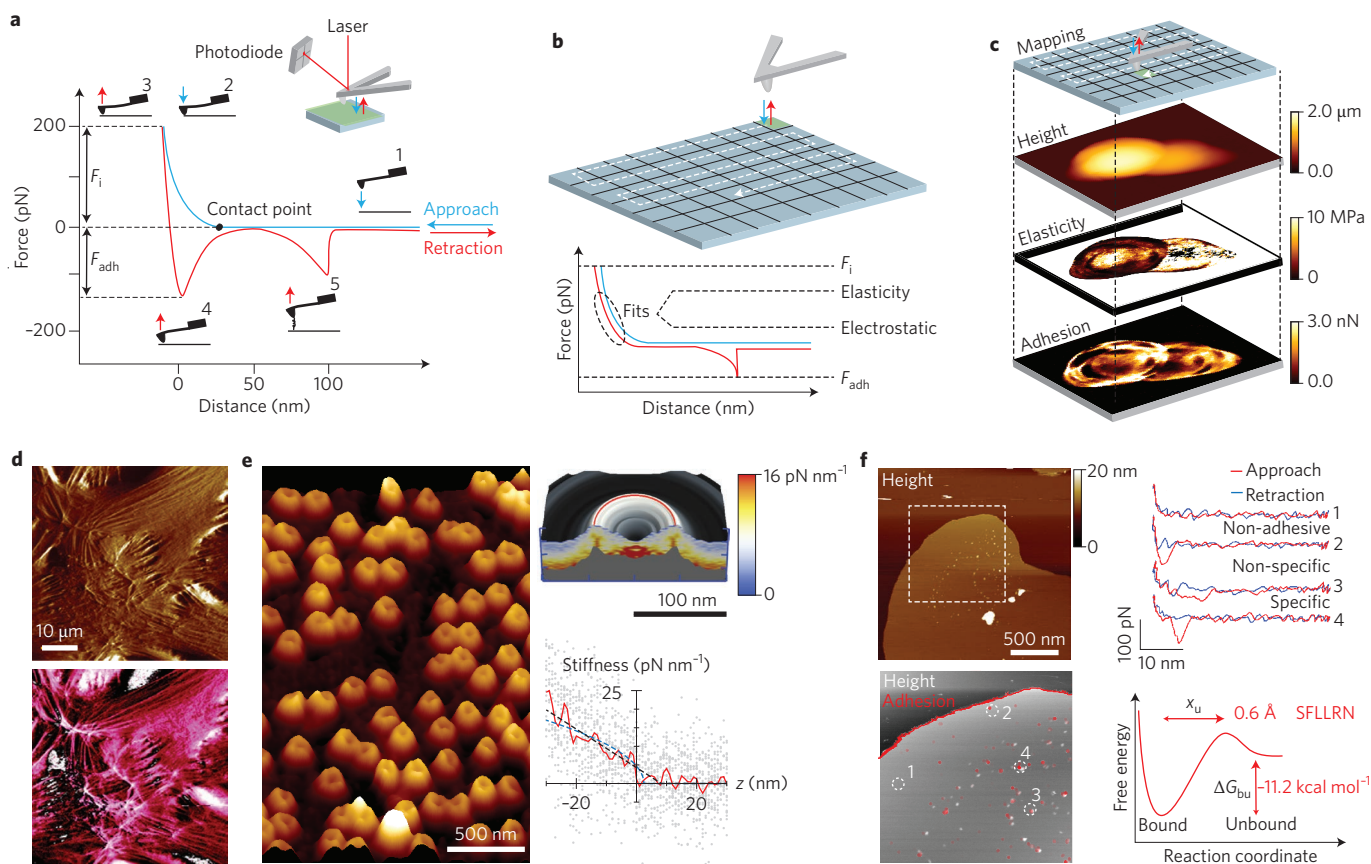 a
Laser
Photodiode
3
2
200
1
Fi
Contact point
Approach
0
Retraction
Force (pN)
Fadh
5
4
−200
0
50
100
Distance (nm)
b
Fi
Elasticity
Fits
Electrostatic
Force (pN)
Fadh
Distance (nm)
c
Mapping
2.0 μm
Height
0.0
10 MPa
Elasticity
0
3.0 nN
Adhesion
0.0
d
10 μm
e
500 nm
16 pN nm⁻¹
0
100 nm
Stiffness (pN nm⁻¹)
25
z (nm)
−20
20
f
Height
20 nm
0
500 nm
Approach
Retraction
1
Non-adhesive
2
Non-specific
3
Specific
4
100 pN
10 nm
Height
Adhesion
2
4
1
3
xu
0.6 Å SFLLRN
Free energy
ΔGbu
−11.2 kcal mol⁻¹
Bound
Unbound
Reaction coordinate